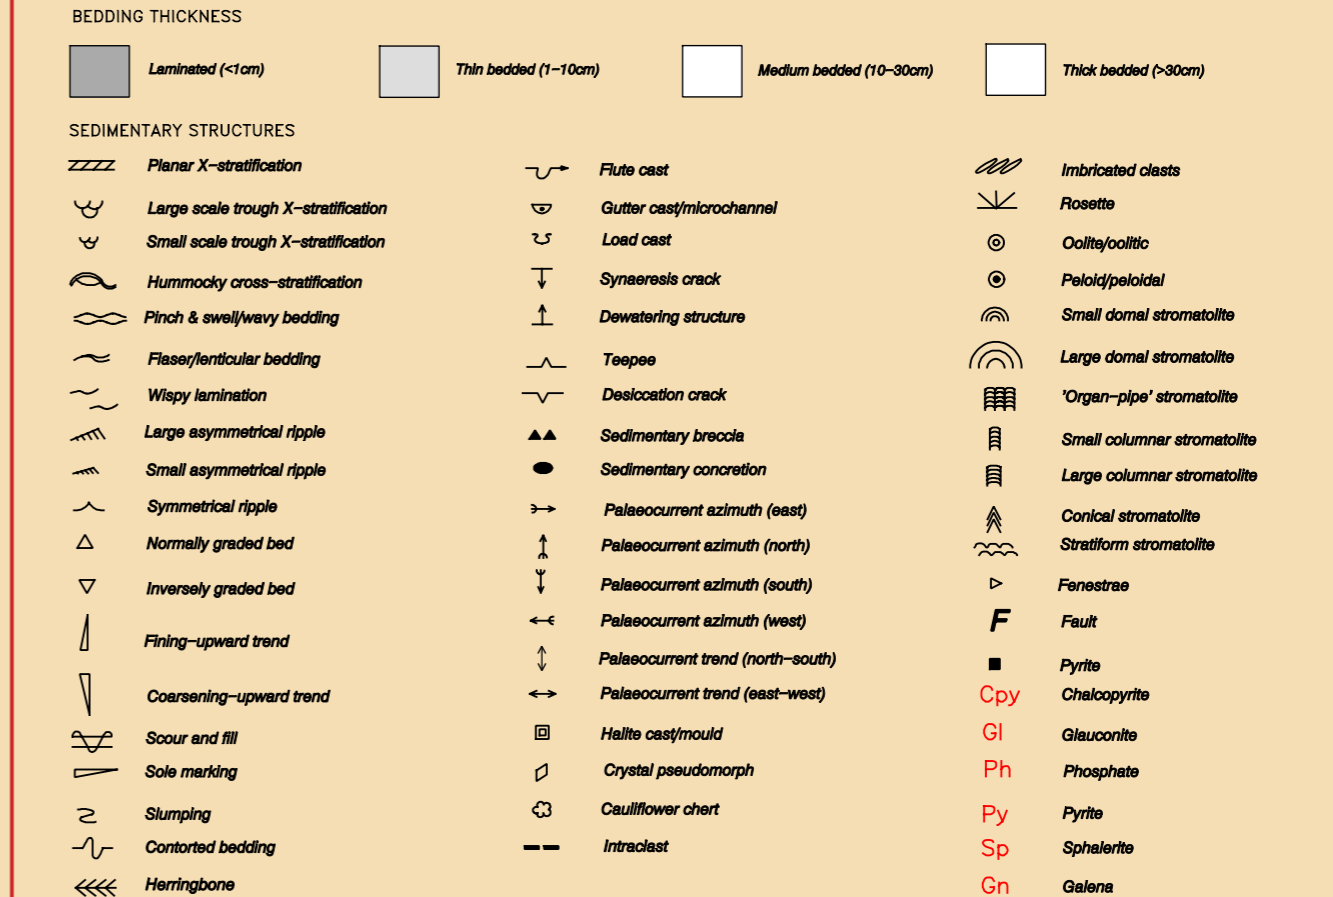 BEDDING THICKNESS
Laminated (<1cm)
Thin bedded (1-10cm)
Medium bedded (10-30cm)
Thick bedded (>30cm)
SEDIMENTARY STRUCTURES
Planar X-stratification
Large scale trough X-stratification
Small scale trough X-stratification
Hummocky cross-stratification
Pinch & swell/wavy bedding
Flaser/lenticular bedding
Wispy lamination
Large asymmetrical ripple
Small asymmetrical ripple
Symmetrical ripple
Normally graded bed
Inversely graded bed
Fining-upward trend
Coarsening-upward trend
Scour and fill
Sole marking
Slumping
Contorted bedding
Herringbone
Flute cast
Gutter cast/microchannel
Load cast
Synaeresis crack
Dewatering structure
Teepee
Desiccation crack
Sedimentary breccia
Sedimentary concretion
Palaeocurrent azimuth (east)
Palaeocurrent azimuth (north)
Palaeocurrent azimuth (south)
Palaeocurrent azimuth (west)
Palaeocurrent trend (north-south)
Palaeocurrent trend (east-west)
Halite cast/mould
Crystal pseudomorph
Cauliflower chert
Intraclast
Imbricated clasts
Rosette
Oolite/oolitic
Peloid/peloidal
Small domal stromatolite
Large domal stromatolite
'Organ-pipe' stromatolite
Small columnar stromatolite
Large columnar stromatolite
Conical stromatolite
Stratiform stromatolite
Fenestrae
F Fault
Pyrite
Cpy Chalcopyrite
Gl Glauconite
Ph Phosphate
Py Pyrite
Sp Sphalerite
Gn Galena